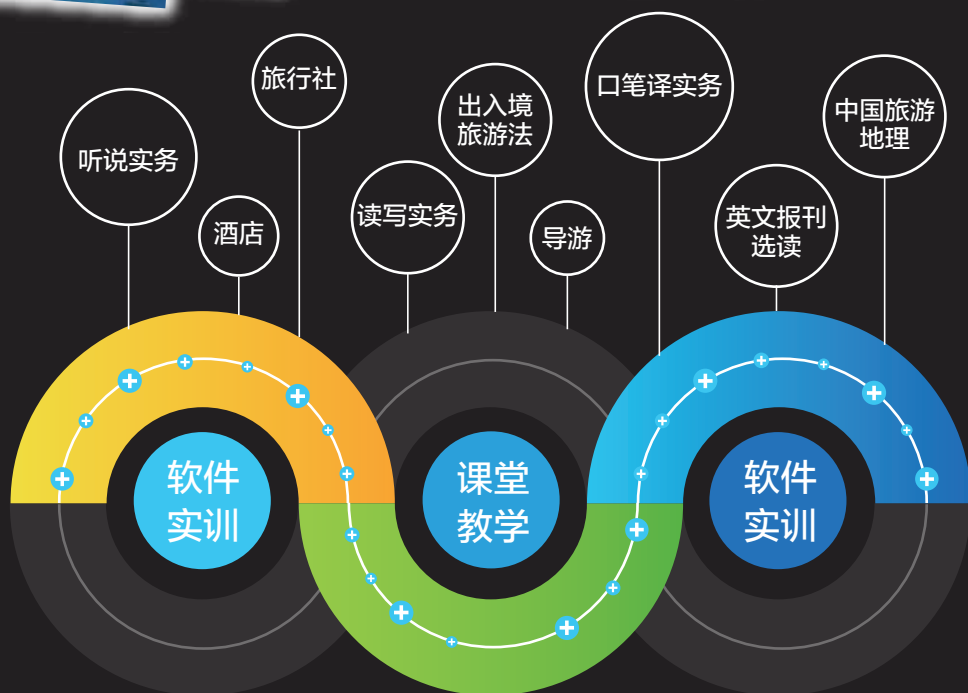 听说实务
旅行社
酒店
读写实务
出入境
旅游法
导游
口笔译实务
英文报刊
选读
中国旅游
地理
软件
实训
课堂
教学
软件
实训